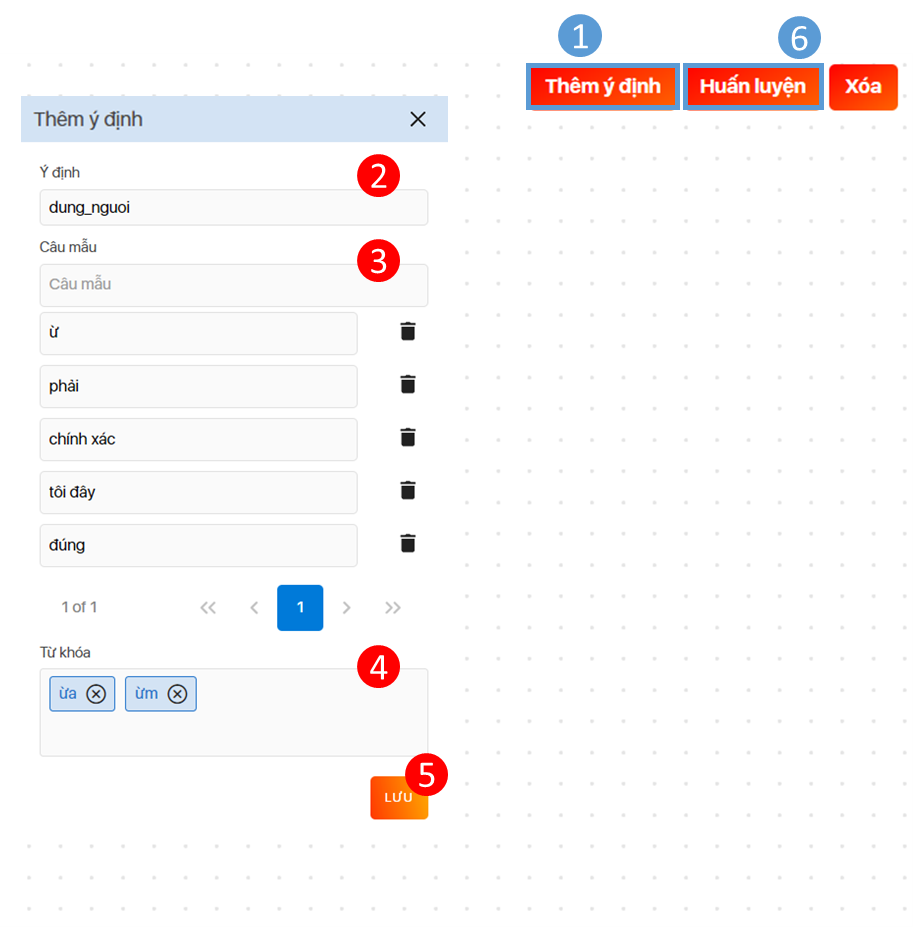 1
6
Thêm ý định
Huấn luyện
Xóa
Thêm ý định
Ý định
2
dung_nguoi
Câu mẫu
3
Câu mẫu
ừ
phải
chính xác
tôi đây
đúng
1 of 1
1
Từ khóa
4
ừa
ừm
5
LƯU